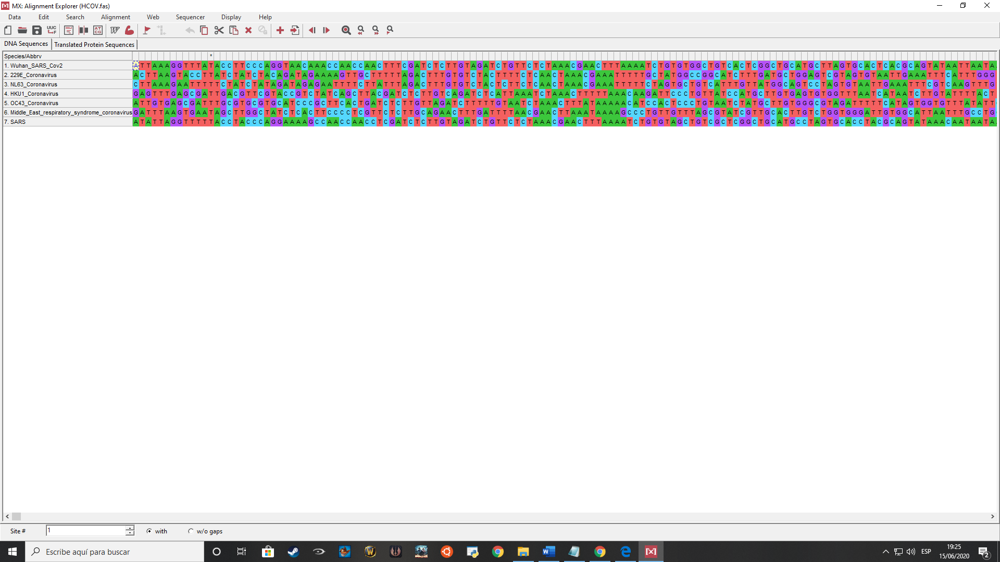 MX: Alignment Explorer (HCOV.fas)
Data Edit Search Alignment Web Sequencer Display Help
DNA Sequences Translated Protein Sequences
Species/Abbrv *
1. Wuhan_SARS_Cov2 ATTAAAGGTTTATACCTTCCCAGGTAACAAACCAACCAACTTTCGATCTCTTGTAGATCTGTTCTCTAAACGAACTTTAAAATCTGTGTGGCTGTCACTCGGCTGCATGCTTAGTGCACTCACGCAGTATAATTAATA
2. 229E_Coronavirus ACTTAAGTACCTTATCTATCTACAGATAGAAAAGTTGCTTTTTAGACTTTGTGTCTACTTTTCTCAACTAAACGAAATTTTTGCTATGGCCGGCATCTTTGATGCTGGAGTCGTAGTGTAATTGAAATTTCATTTGGG
3. NL63_Coronavirus CTTAAAGAATTTTTCTATCTATAGATAGAGAATTTTCTTATTTAGACTTTGTGTCTACTCTTCTCAACTAAACGAAATTTTTCTAGTGCTGTCATTTGTTATGGCAGTCCTAGTGTAATTGAAATTTCGTCAAGTTTG
4. HKU1_Coronavirus GAGTTTGAGCGATTGACGTTCGTACCGTCTATCAGCTTACGATCTCTTGTCAGATCTCATTAAATCTAAACTTTTTAAACAAGATTCCCTGTTATCCATGCTTGTGAGTGTGGTTTAATCATAATCTTGTATTTTACT
5. OC43_Coronavirus ATTGTGAGCGATTTGCGTGCGTGCATCCCGCTTCACTGATCTCTTGTTAGATCTTTTTGTAATCTAAACTTTATAAAAACATCCACTCCCTGTAATCTATGCTTGTGGGCGTAGATTTTTCATAGTGGTGTTTATATT
6. Middle_East_respiratory_syndrome_coronavirus GATTTAAGTGAATAGCTTGGCTATCTCACTTCCCCTCGTTCTCTTGCAGAACTTTGATTTTAACGAACTTAAATAAAAGCCCTGTTGTTTAGCGTATCGTTGCACTTGTCTGGTGGGATTGTGGCATTAATTTGCCTG
7. SARS ATATTAGGTTTTTACCTACCCAGGAAAAGCCAACCAACCTCGATCTCTTGTAGATCTGTTCTCTAAACGAACTTTAAAATCTGTGTAGCTGTCGCTCGGCTGCATGCCTAGTGCACCTACGCAGTATAAACAATAATA
Site # 1 with w/o gaps
Escribe aquí para buscar
ESP 19:25
15/06/2020
2